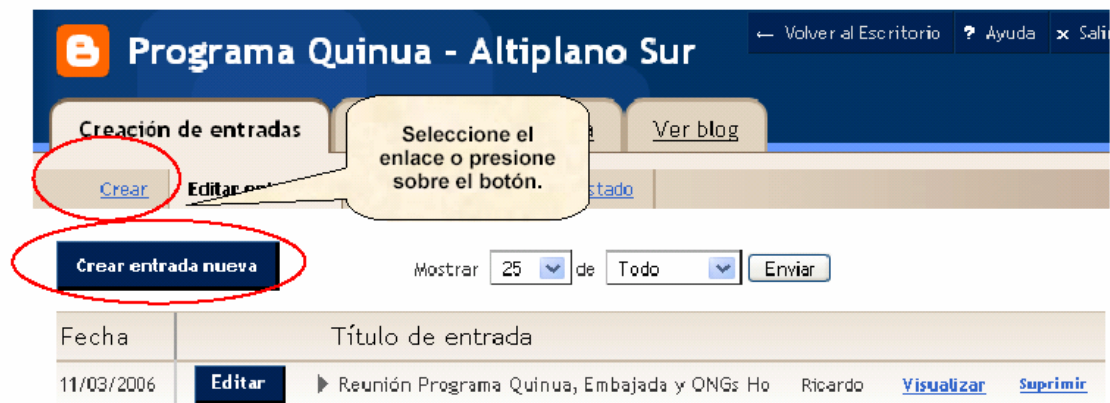 Programa Quinua - Altiplano Sur
← Volver al Escritorio ? Ayuda x Sali
Creación de entradas Ver blog
Seleccione el
enlace o presione
sobre el botón.
Crear Editar
Crear entrada nueva Mostrar 25 de Todo Enviar
Fecha Título de entrada
11/03/2006 Editar Reunión Programa Quinua, Embajada y ONGs Ho Ricardo Visualizar Suprimir